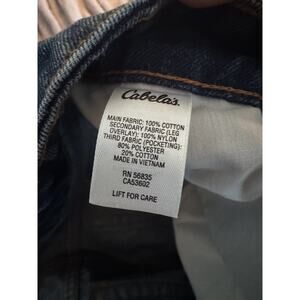 Cabela's.
MAIN FABRIC: 100% COTTON
SECONDARY FABRIC (LEG
OVERLAY): 100% NYLON
THIRD FABRIC (POCKETING):
80% POLYESTER
20% COTTON
MADE IN VIETNAM
RN 56835
CA53602
LIFT FOR CARE